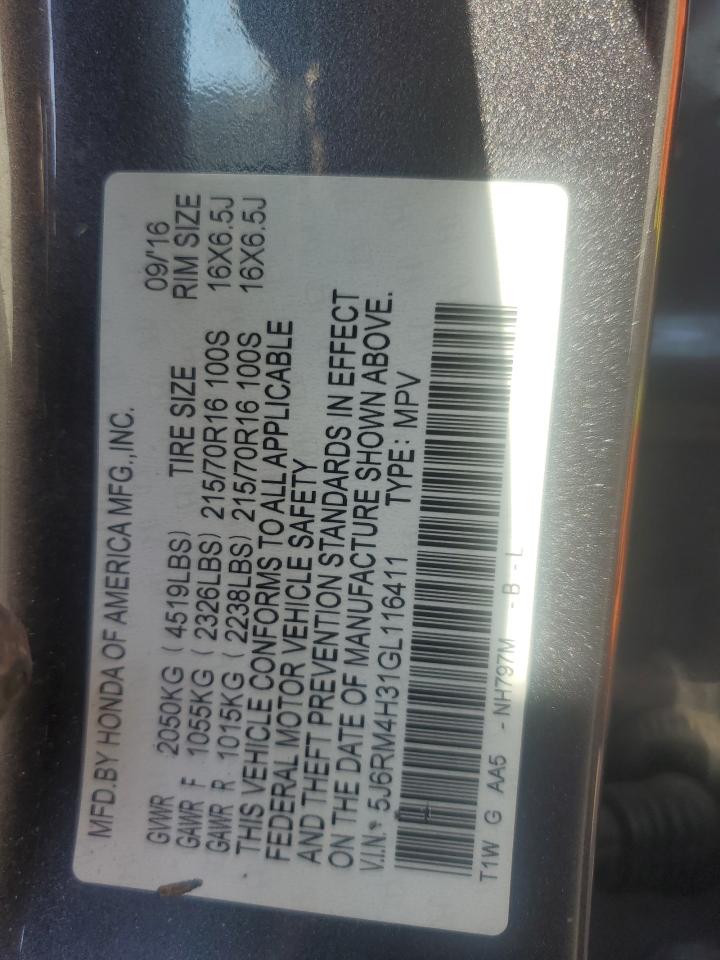 MFD.BY HONDA OF AMERICA MFG.,INC.
09/'16
GVWR 2050KG ( 4519LBS) TIRE SIZE RIM SIZE
GAWR F 1055KG ( 2326LBS) 215/70R16 100S 16X6.5J
GAWR R 1015KG ( 2238LBS) 215/70R16 100S 16X6.5J
THIS VEHICLE CONFORMS TO ALL APPLICABLE
FEDERAL MOTOR VEHICLE SAFETY
AND THEFT PREVENTION STANDARDS IN EFFECT
ON THE DATE OF MANUFACTURE SHOWN ABOVE.
V.I.N.: 5J6RM4H31GL116411 TYPE: MPV
T1W G AA5 -NH797M -B-L